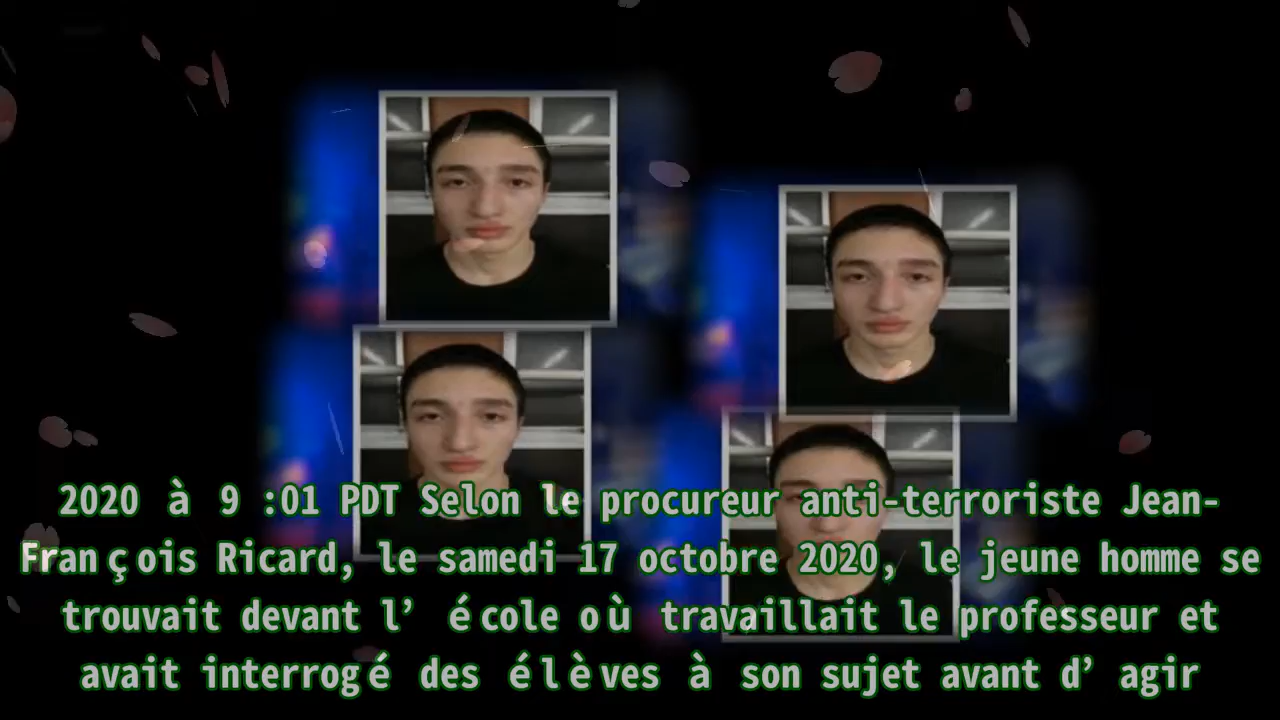 2020 à 9 :01 PDT Selon le procureur anti-terroriste Jean-
François Ricard, le samedi 17 octobre 2020, le jeune homme se
trouvait devant l’ école où travaillait le professeur et
avait interrogé des élèves à son sujet avant d’ agir